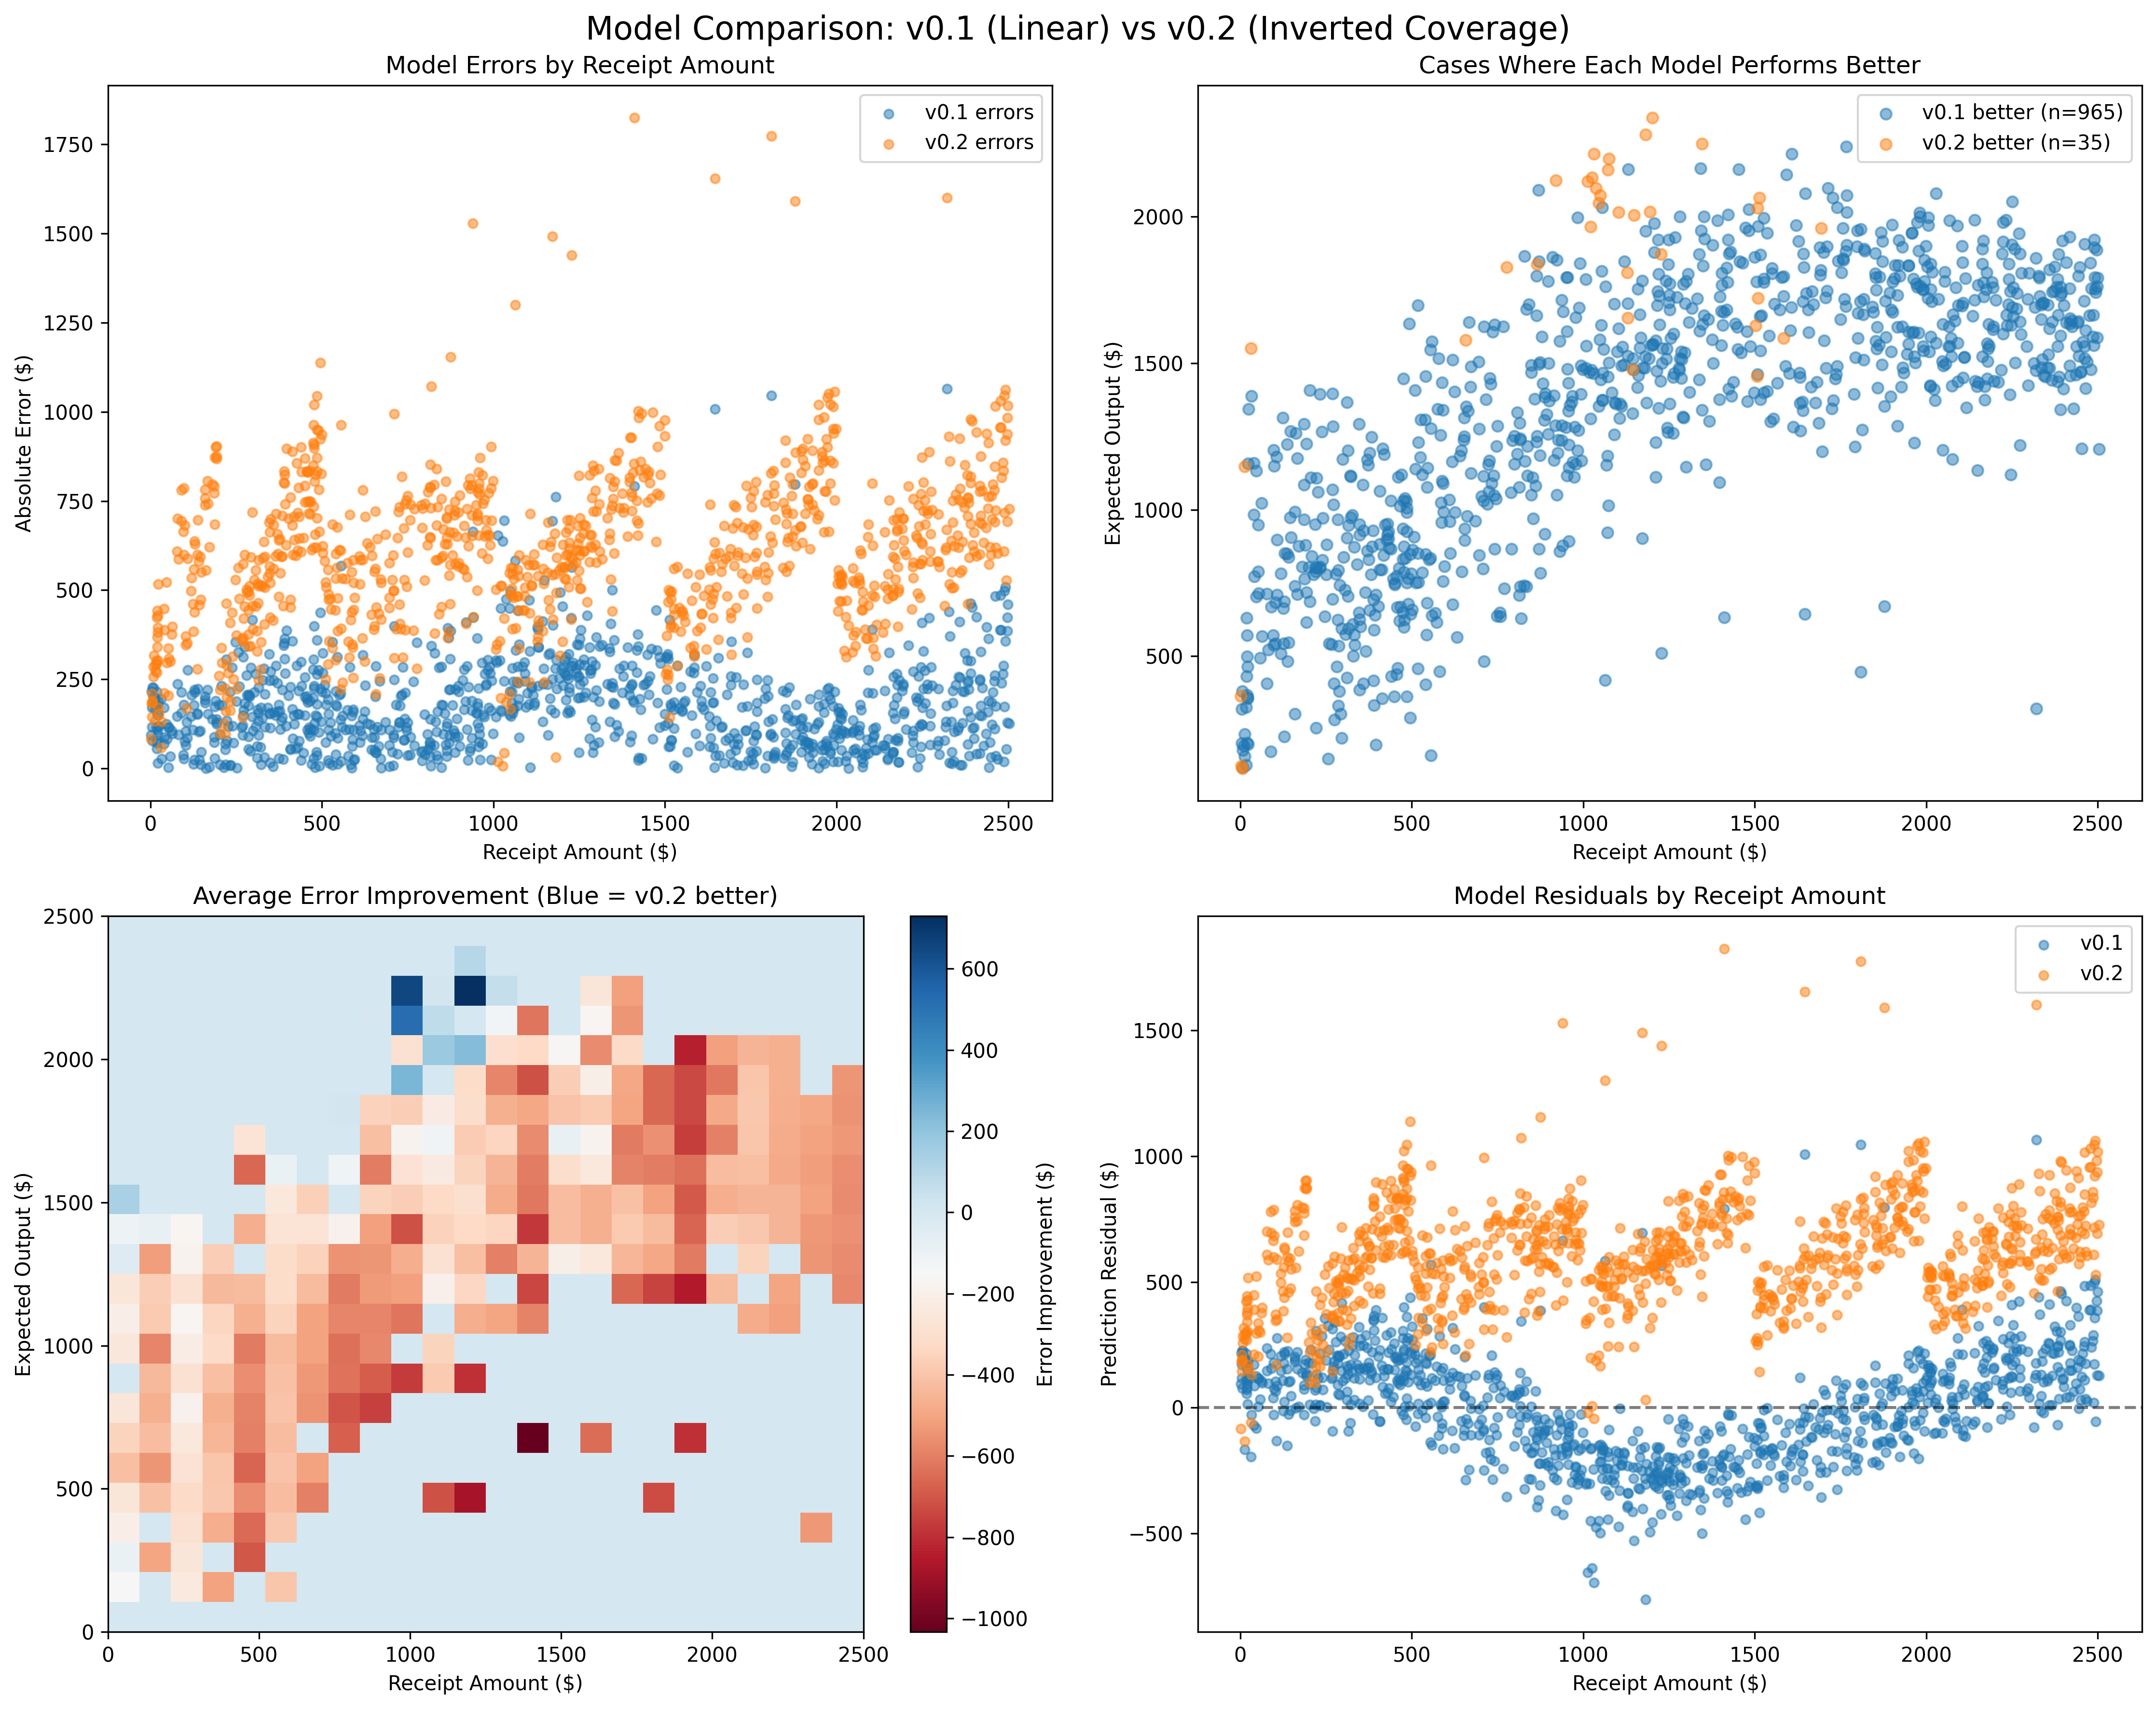 Model Comparison: v0.1 (Linear) vs v0.2 (Inverted Coverage)
Model Errors by Receipt Amount
v0.1 errors
v0.2 errors
Absolute Error ($)
1750
1500
1250
1000
750
500
250
0
0 500 1000 1500 2000 2500
Receipt Amount ($)
Cases Where Each Model Performs Better
v0.1 better (n=965)
v0.2 better (n=35)
Expected Output ($)
2000
1500
1000
500
0 500 1000 1500 2000 2500
Receipt Amount ($)
Average Error Improvement (Blue = v0.2 better)
Expected Output ($)
2500
2000
1500
1000
500
0
0 500 1000 1500 2000 2500
Receipt Amount ($)
600
400
200
0
−200
−400
−600
−800
−1000
Error Improvement ($)
Model Residuals by Receipt Amount
v0.1
v0.2
Prediction Residual ($)
1500
1000
500
0
−500
0 500 1000 1500 2000 2500
Receipt Amount ($)